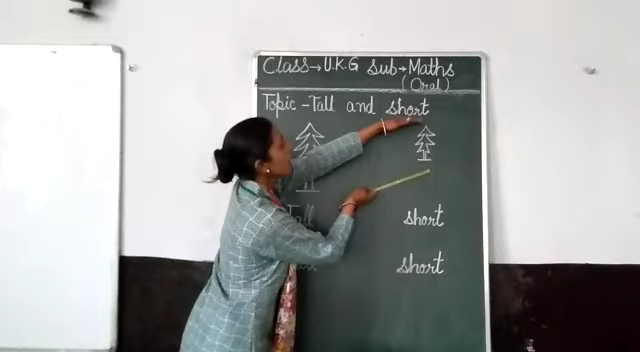 Class→U.K.G Sub→Maths
(Oral)
Topic - Tall and short
Tall short
short